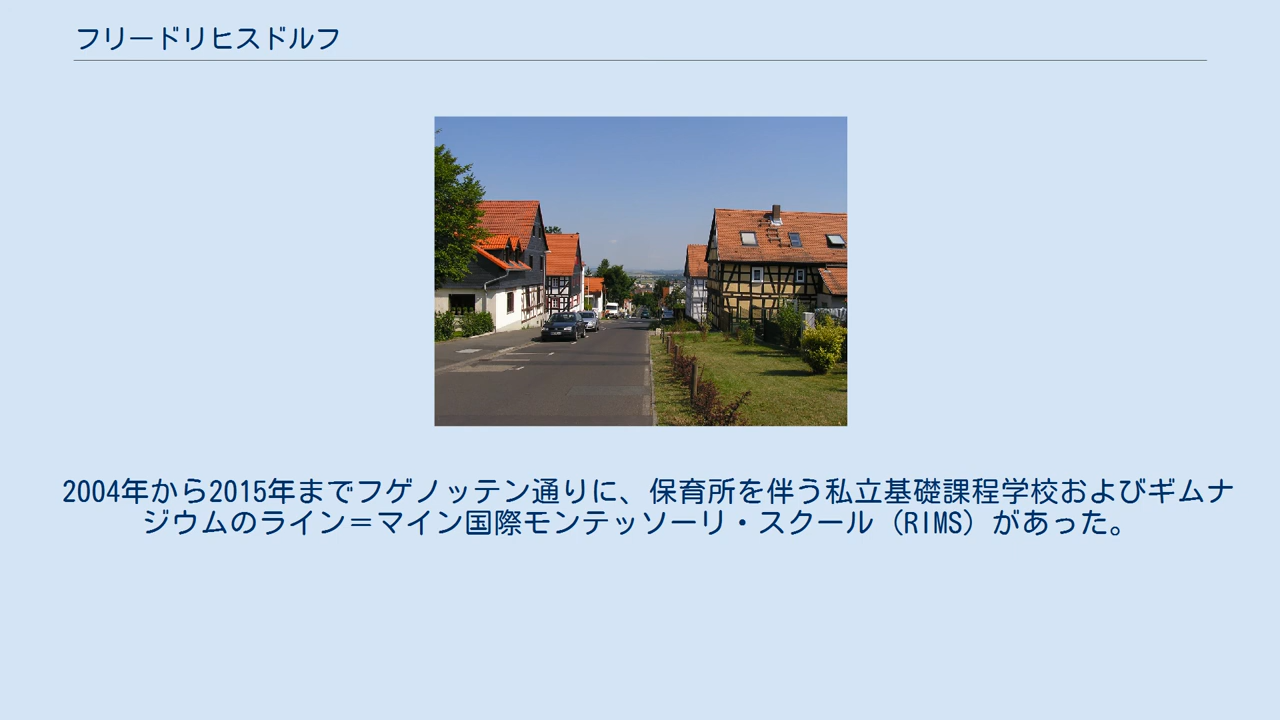 フリードリヒスドルフ
2004年から2015年までフゲノッテン通りに、保育所を伴う私立基礎課程学校およびギムナ
ジウムのライン＝マイン国際モンテッソーリ・スクール（RIMS）があった。